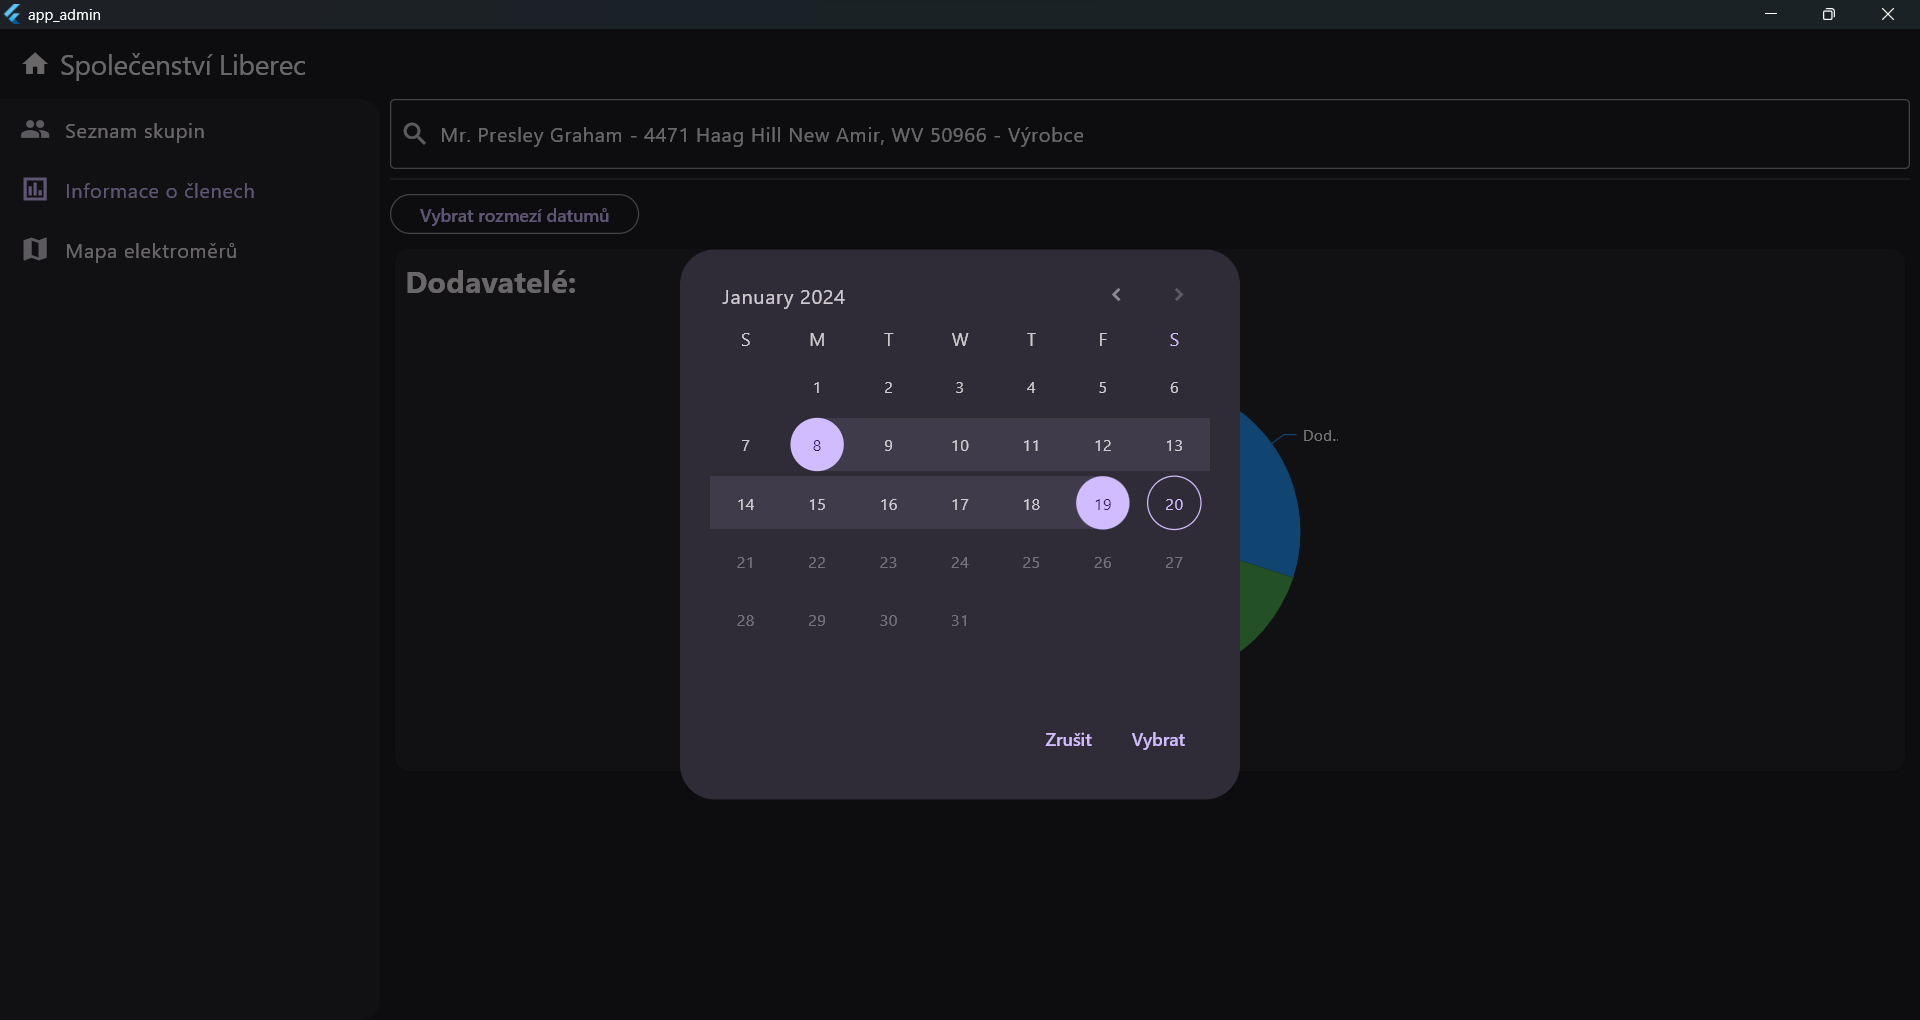 app_admin
Společenství Liberec
Seznam skupin
Informace o členech
Mapa elektroměrů
Mr. Presley Graham - 4471 Haag Hill New Amir, WV 50966 - Výrobce
Vybrat rozmezí datumů
Dodavatelé:
Dod..
January 2024
S M T W T F S
1 2 3 4 5 6
7 8 9 10 11 12 13
14 15 16 17 18 19 20
21 22 23 24 25 26 27
28 29 30 31
Zrušit Vybrat